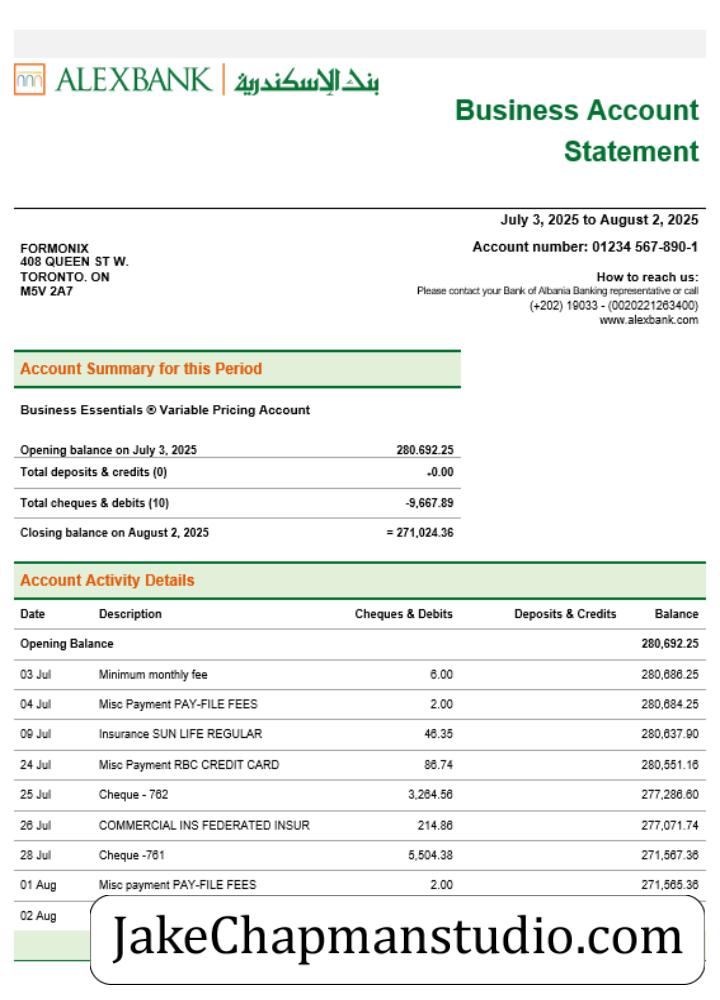 ALEXBANK | بنك الإسكندرية
Business Account
Statement
July 3, 2025 to August 2, 2025
Account number: 01234 567-890-1
FORMONIX
408 QUEEN ST W.
TORONTO. ON
M5V 2A7
How to reach us:
Please contact your Bank of Albania Banking representative or call
(+202) 19033 - (0020221263400)
www.alexbank.com
Account Summary for this Period
Business Essentials ® Variable Pricing Account
Opening balance on July 3, 2025 280.692.25
Total deposits & credits (0) -0.00
Total cheques & debits (10) -9,667.89
Closing balance on August 2, 2025 = 271,024.36
Account Activity Details
Date Description Cheques & Debits Deposits & Credits Balance
Opening Balance 280,692.25
03 Jul Minimum monthly fee 6.00 280,686.25
04 Jul Misc Payment PAY-FILE FEES 2.00 280,684.25
09 Jul Insurance SUN LIFE REGULAR 46.35 280,637.90
24 Jul Misc Payment RBC CREDIT CARD 86.74 280,551.16
25 Jul Cheque - 762 3,264.56 277,286.60
26 Jul COMMERCIAL INS FEDERATED INSUR 214.86 277,071.74
28 Jul Cheque -761 5,504.38 271,567.36
01 Aug Misc payment PAY-FILE FEES 2.00 271,565.36
02 Aug
JakeChapmanstudio.com